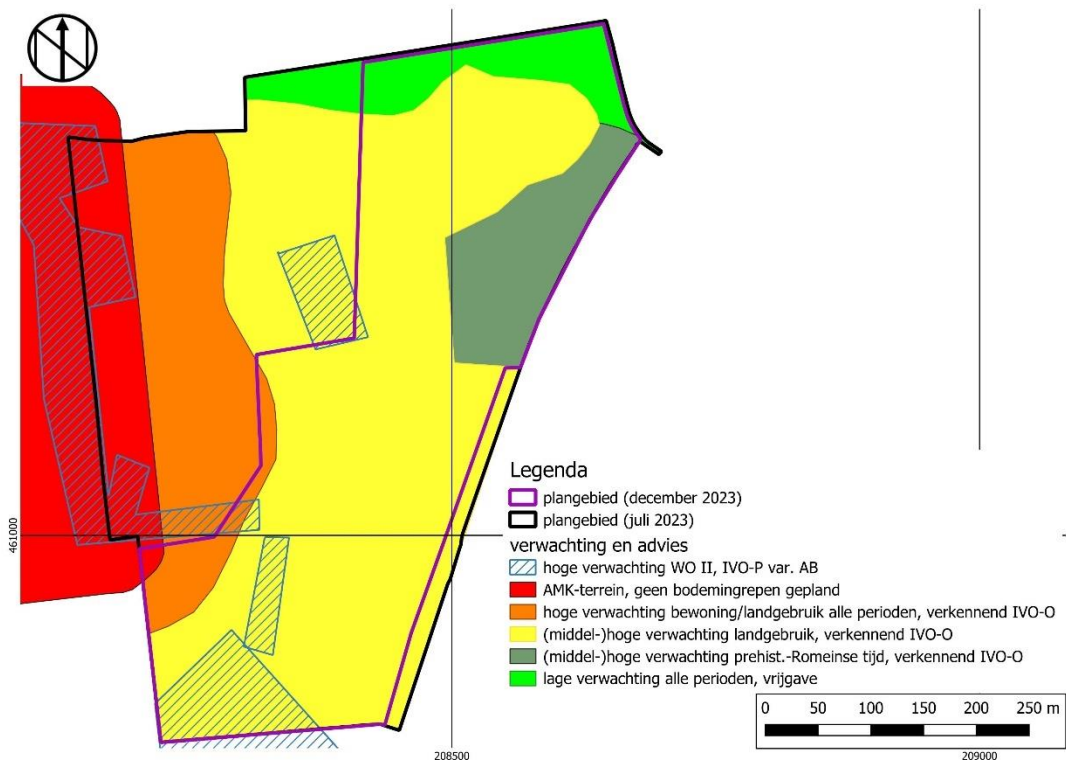 Legenda
plangebied (december 2023)
plangebied (juli 2023)
verwachting en advies
hoge verwachting WO II, IVO-P var. AB
AMK-terrein, geen bodemingrepen gepland
hoge verwachting bewoning/landgebruik alle perioden, verkennend IVO-O
(middel-)hoge verwachting landgebruik, verkennend IVO-O
(middel-)hoge verwachting prehist.-Romeinse tijd, verkennend IVO-O
lage verwachting alle perioden, vrijgave
0 50 100 150 200 250 m
461000
208500
209000